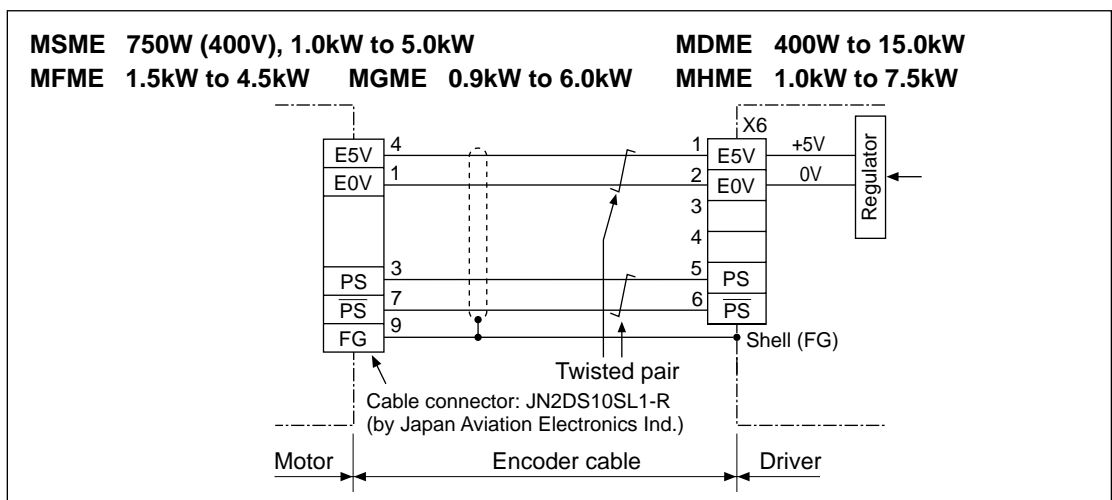 MSME 750W (400V), 1.0kW to 5.0kW MDME 400W to 15.0kW
MFME 1.5kW to 4.5kW MGME 0.9kW to 6.0kW MHME 1.0kW to 7.5kW
X6
E5V 4 1 E5V +5V
E0V 1 2 E0V 0V
Regulator
3
4
PS 3 5 PS
P̅S̅ 7 6 P̅S̅
FG 9 Shell (FG)
Twisted pair
Cable connector: JN2DS10SL1-R
(by Japan Aviation Electronics Ind.)
Motor Encoder cable Driver